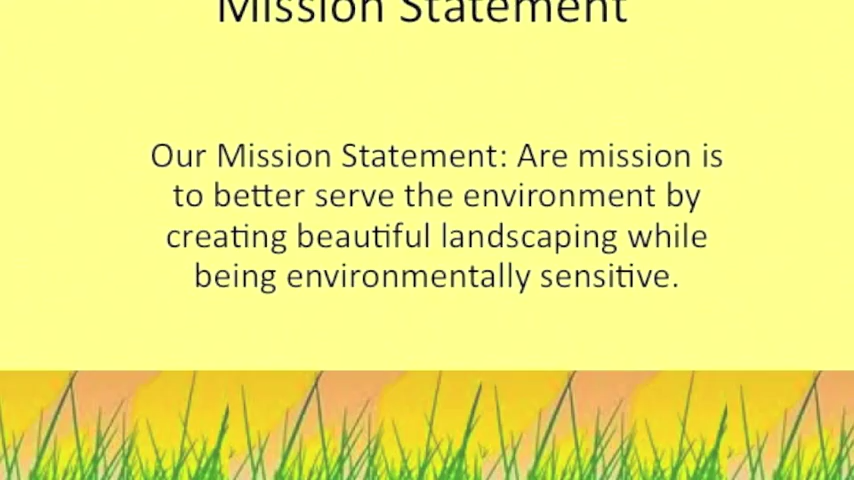 Mission Statement
Our Mission Statement: Are mission is
to better serve the environment by
creating beautiful landscaping while
being environmentally sensitive.